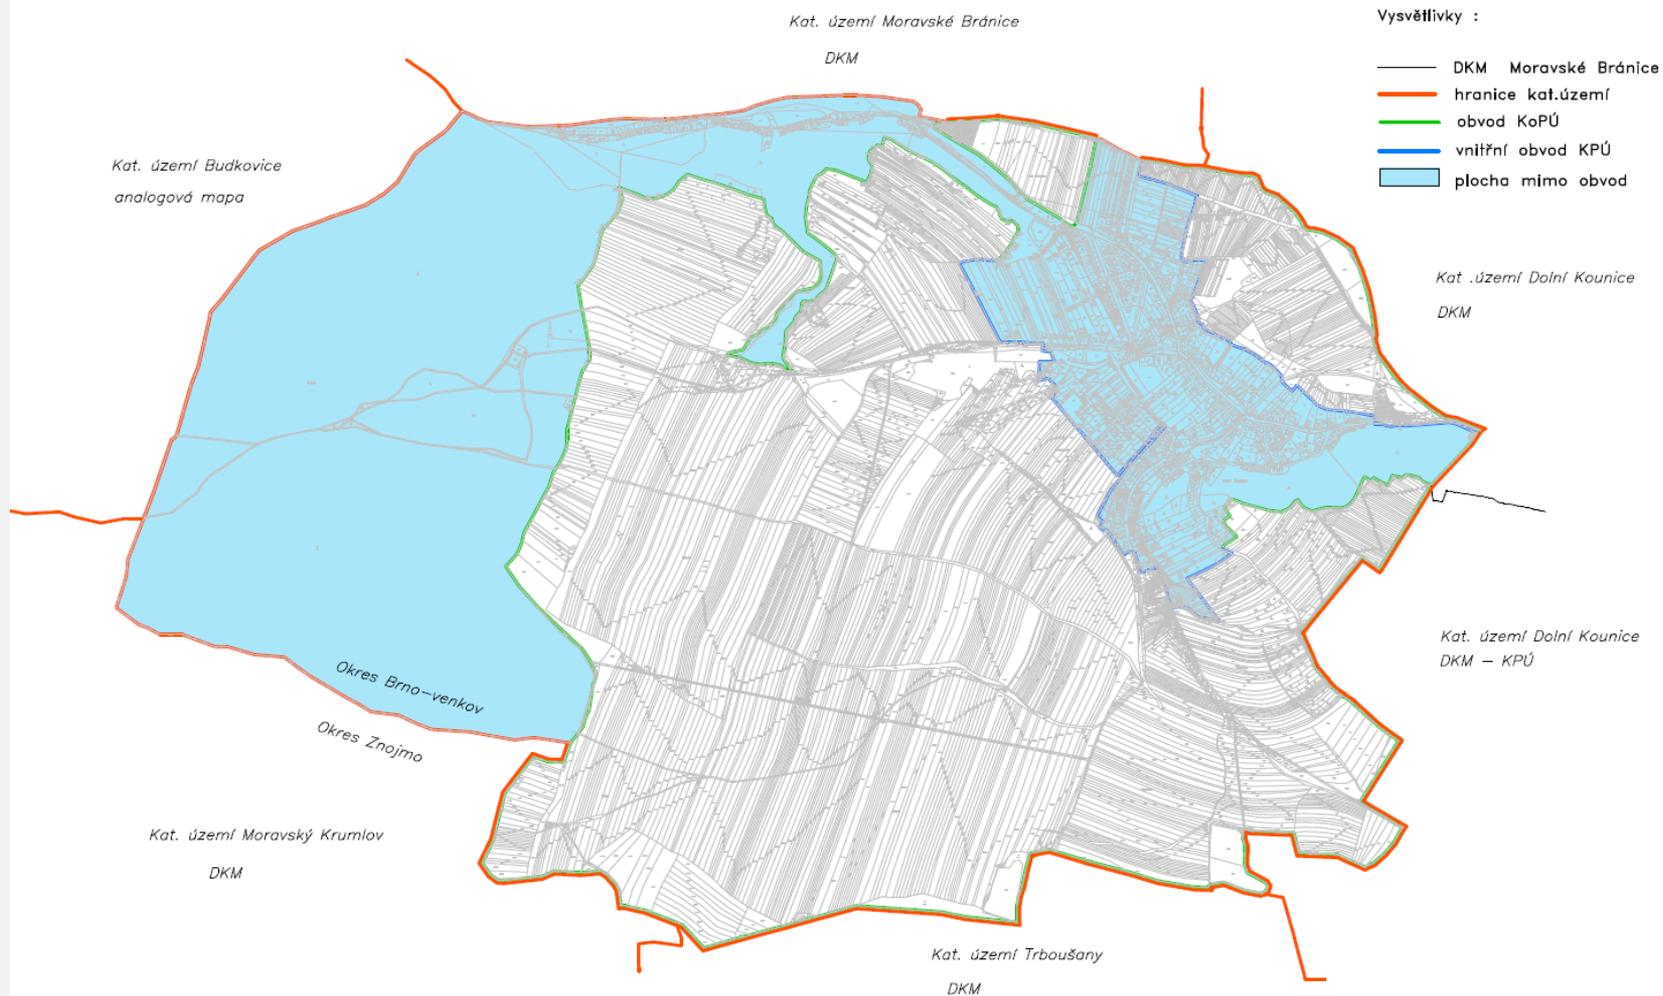 Kat. území Moravské Bránice
DKM
Vysvětlivky :
DKM Moravské Bránice
hranice kat.území
obvod KoPÚ
vnitřní obvod KPÚ
plocha mimo obvod
Kat. území Budkovice
analogová mapa
Kat .území Dolní Kounice
DKM
Kat. území Dolní Kounice
DKM – KPÚ
Okres Brno–venkov
Okres Znojmo
Kat. území Moravský Krumlov
DKM
Kat. území Trboušany
DKM